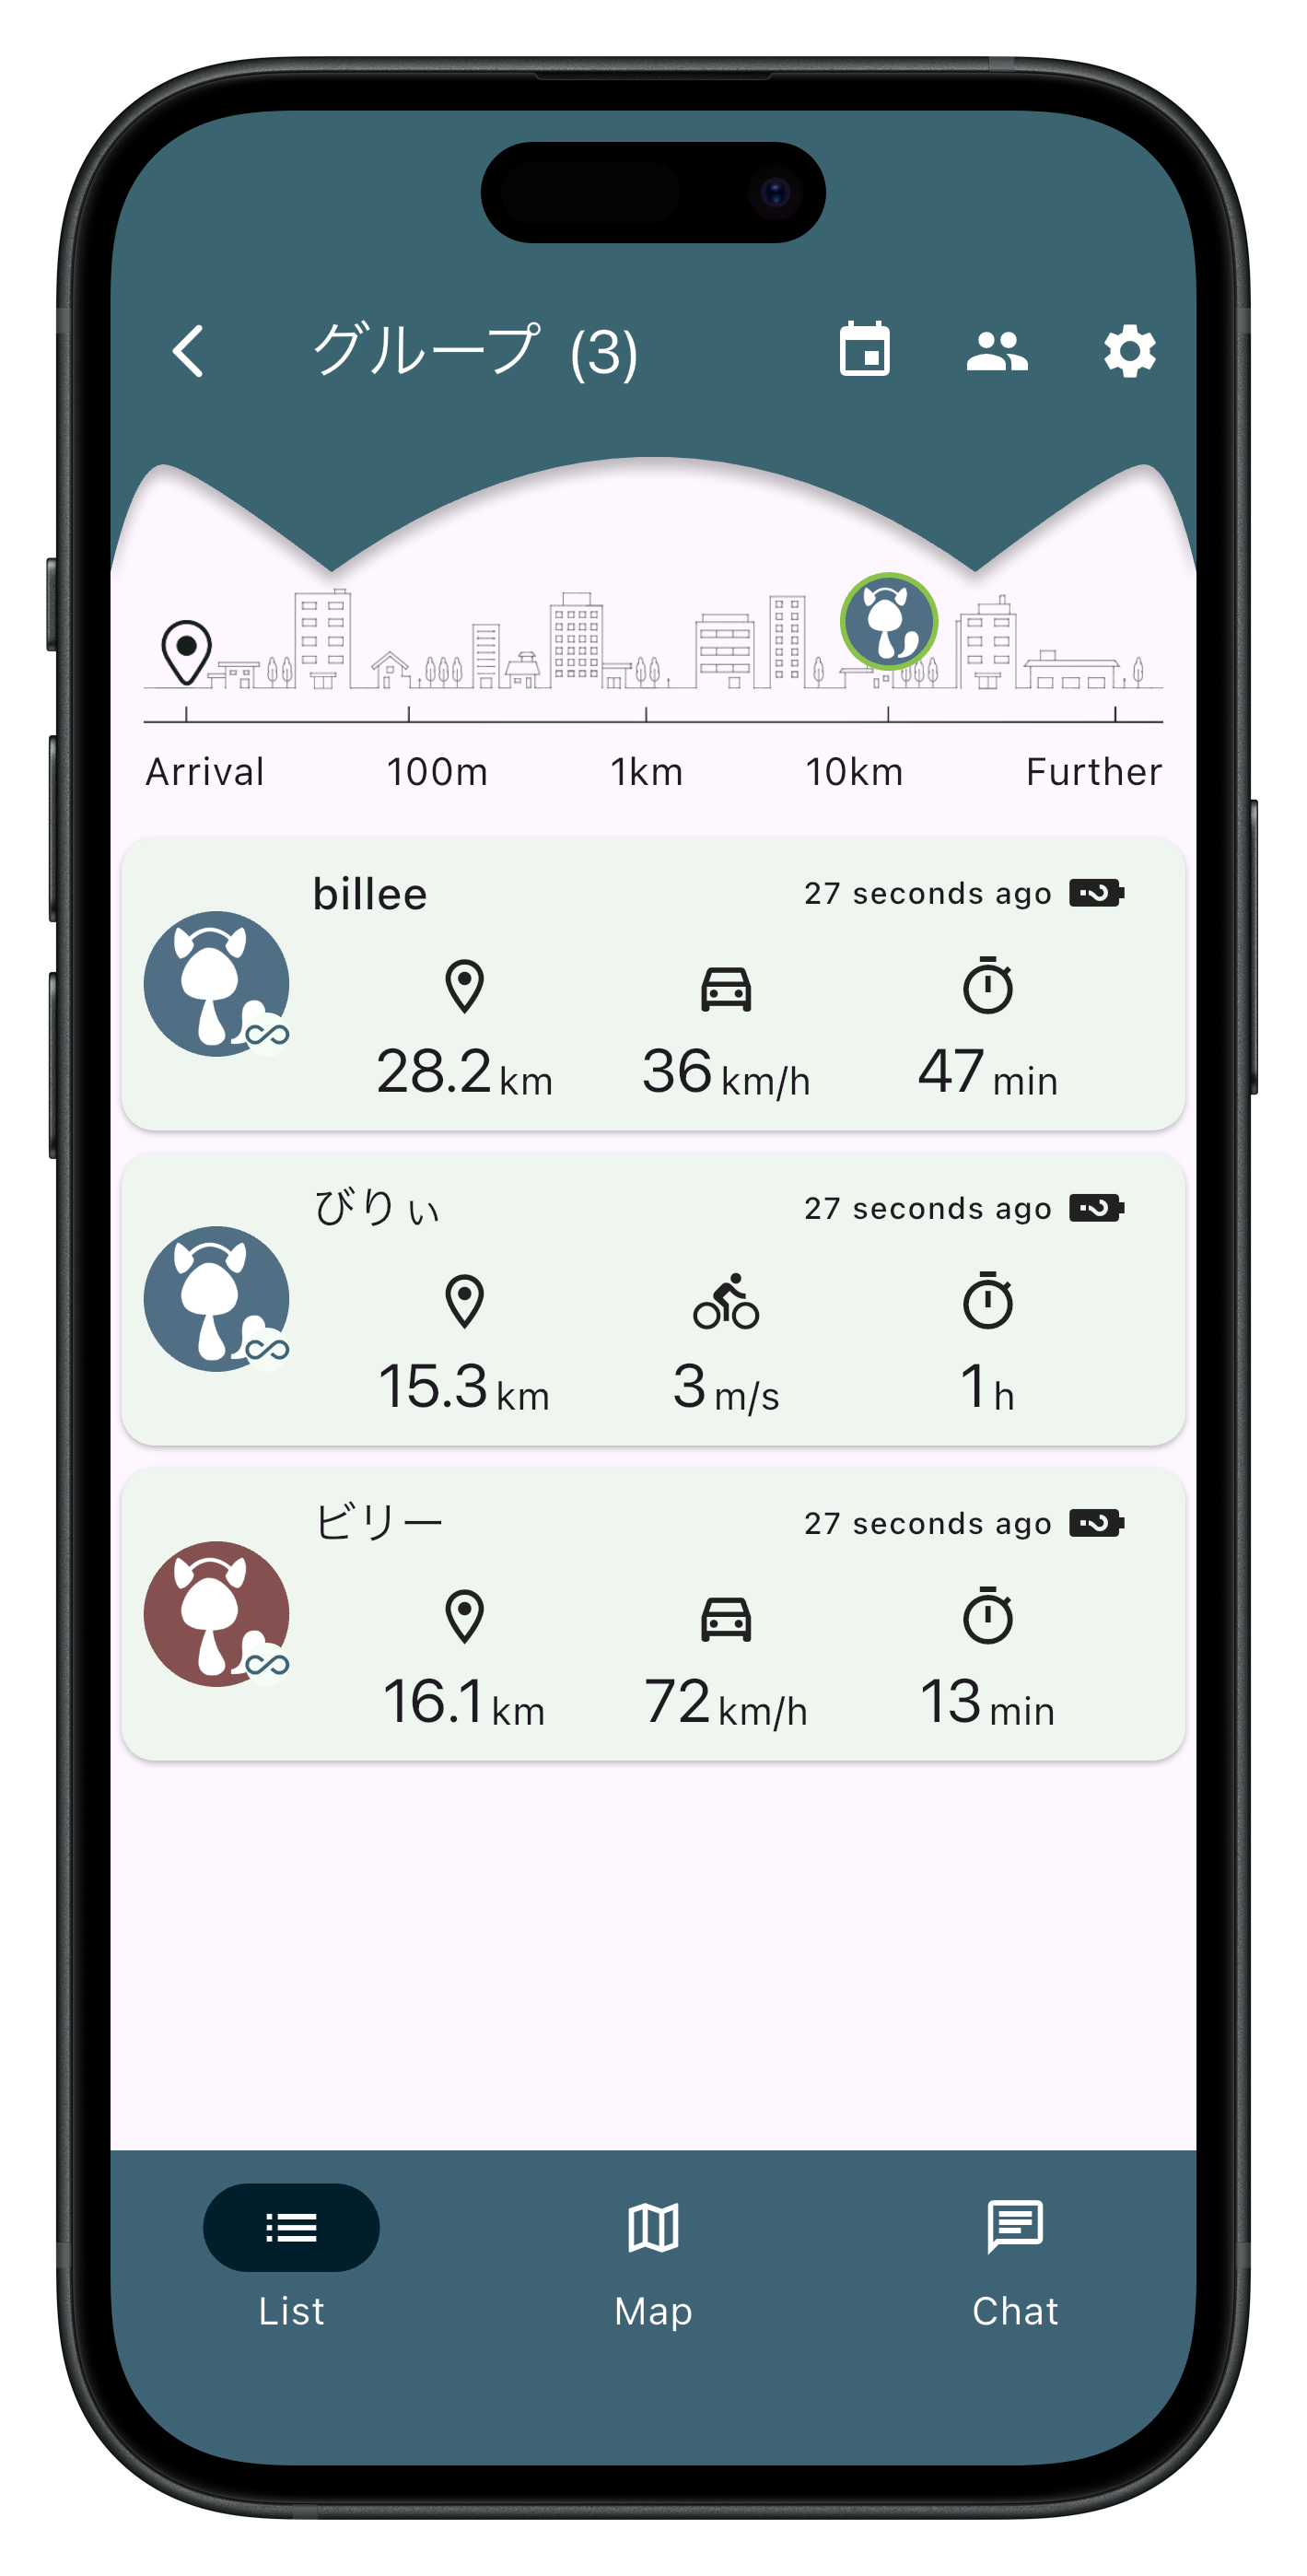 グループ (3)
Arrival 100m 1km 10km Further
billee 27 seconds ago
28.2 km 36 km/h 47 min
びりぃ 27 seconds ago
15.3 km 3 m/s 1 h
ビリー 27 seconds ago
16.1 km 72 km/h 13 min
List Map Chat